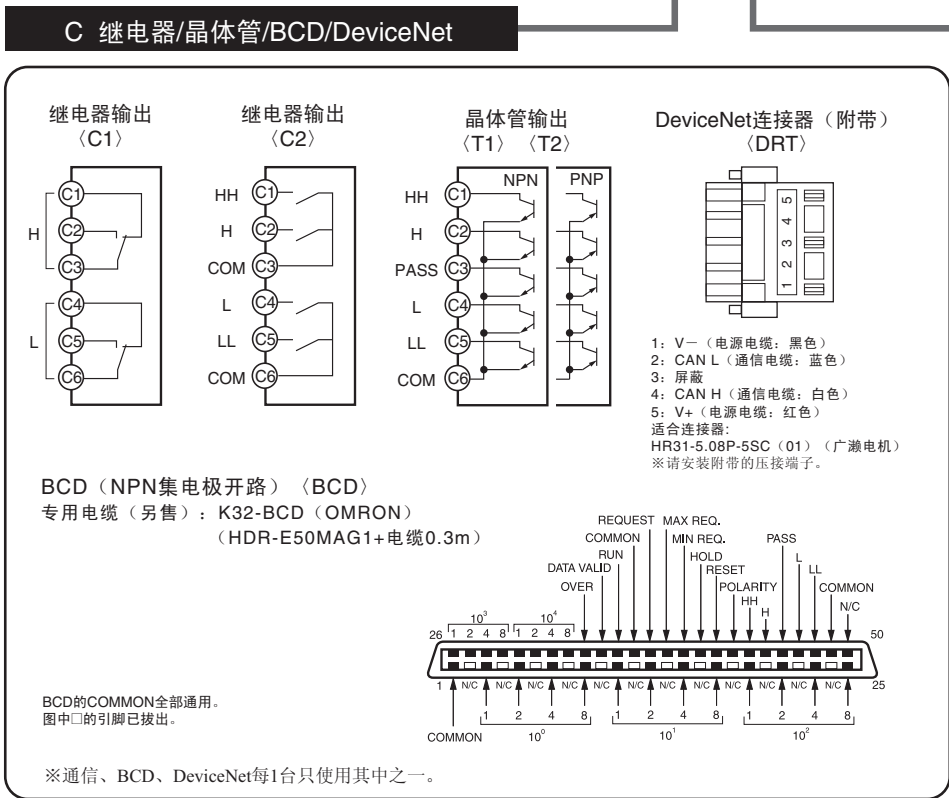 C 继电器/晶体管/BCD/DeviceNet
继电器输出
〈C1〉
C1
C2
C3
C4
C5
C6
H
L
继电器输出
〈C2〉
HH C1
H C2
COM C3
L C4
LL C5
COM C6
晶体管输出
〈T1〉 〈T2〉
NPN PNP
HH C1
H C2
PASS C3
L C4
LL C5
COM C6
DeviceNet连接器（附带）
〈DRT〉
5
4
3
2
1
1：V－（电源电缆：黑色）
2：CAN L（通信电缆：蓝色）
3：屏蔽
4：CAN H（通信电缆：白色）
5：V+（电源电缆：红色）
适合连接器:
HR31-5.08P-5SC（01）（广濑电机）
※请安装附带的压接端子。
BCD（NPN集电极开路）〈BCD〉
专用电缆（另售）：K32-BCD（OMRON）
（HDR-E50MAG1+电缆0.3m）
REQUEST MAX REQ.
COMMON MIN REQ. PASS
RUN HOLD L
DATA VALID RESET LL
OVER POLARITY COMMON
HH N/C
H
10³ 10⁴
26 1 2 4 8 1 2 4 8 50
1 N/C N/C N/C N/C N/C N/C N/C N/C N/C N/C N/C N/C 25
1 2 4 8 1 2 4 8 1 2 4 8
COMMON 10⁰ 10¹ 10²
BCD的COMMON全部通用。
图中□的引脚已拔出。
※通信、BCD、DeviceNet每1台只使用其中之一。